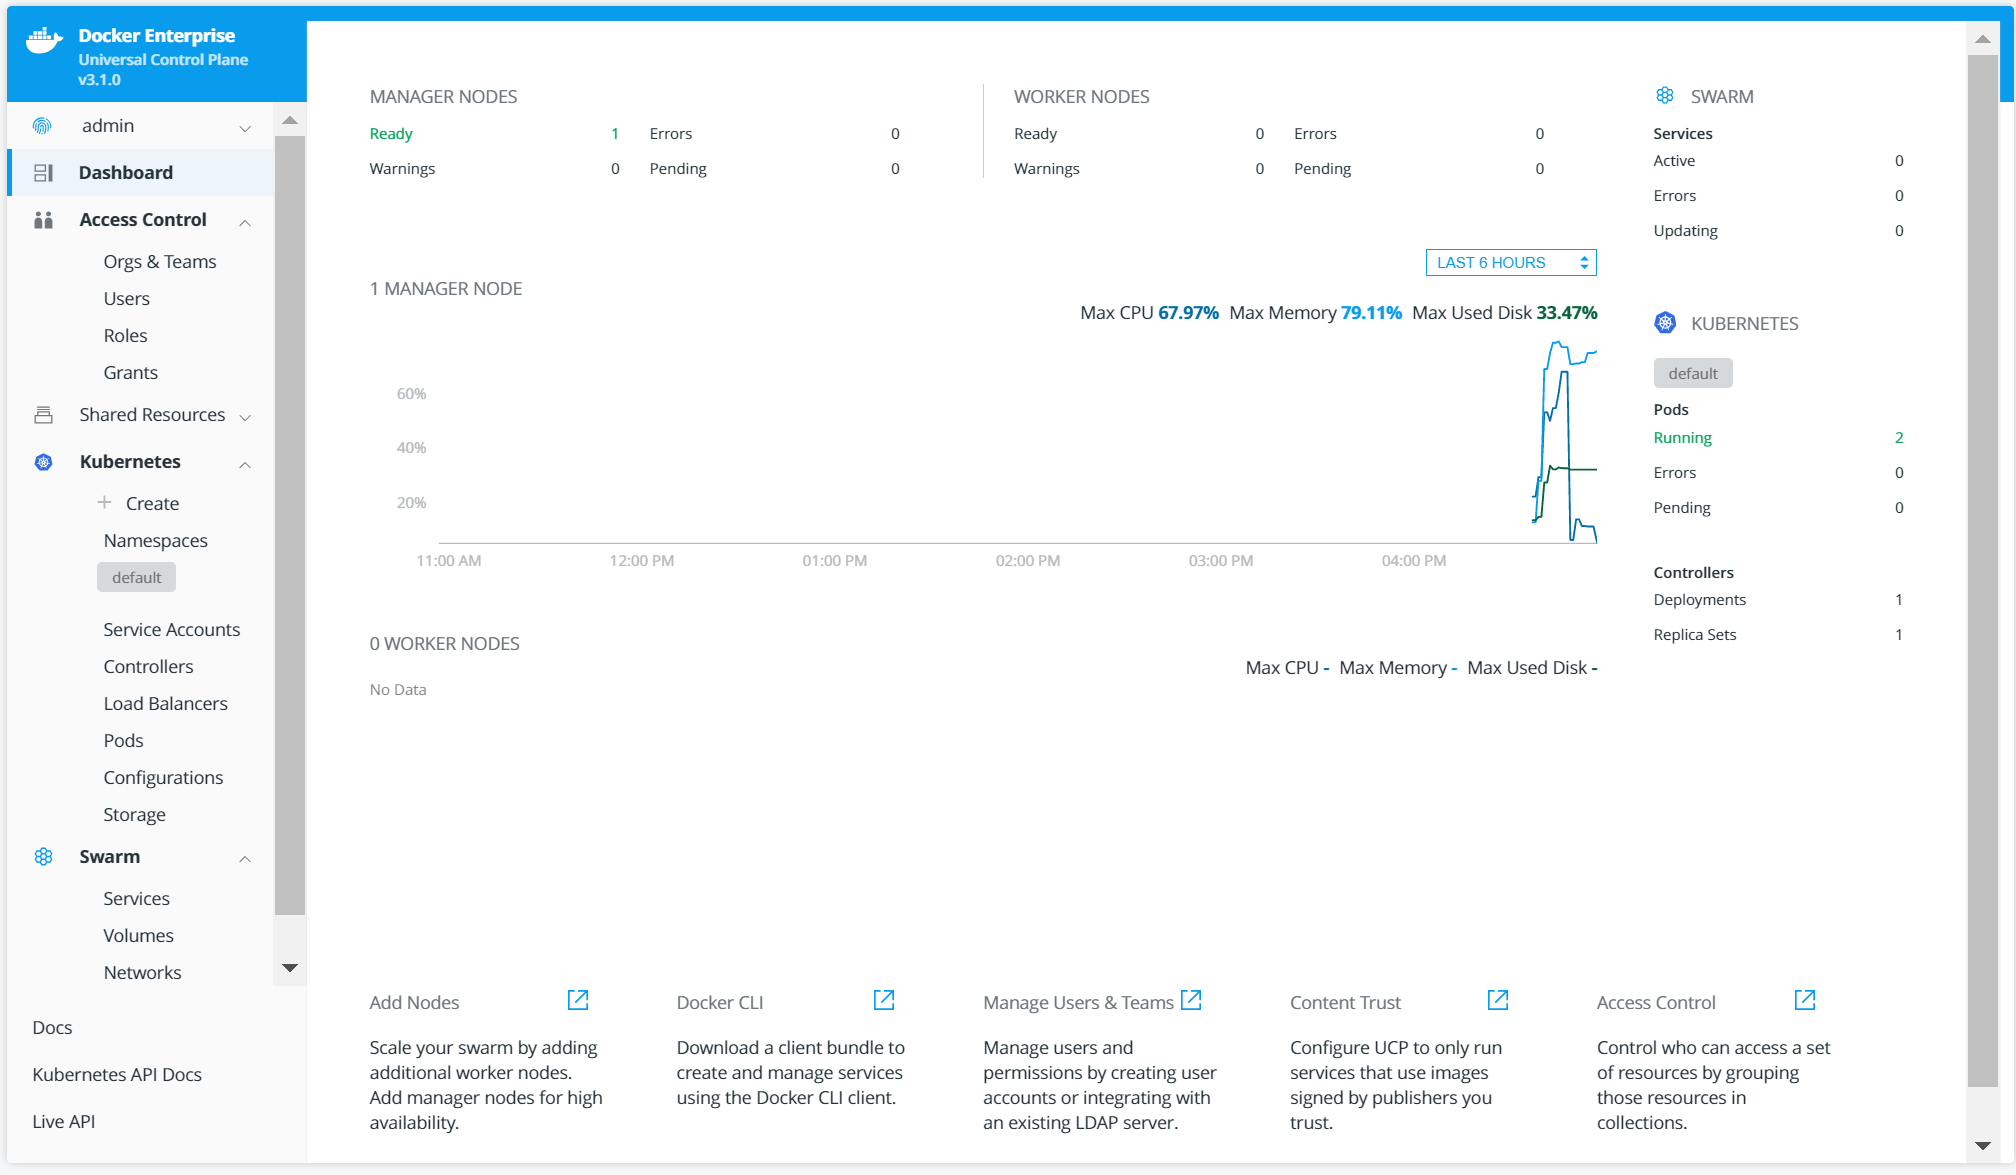 Docker Enterprise
Universal Control Plane
v3.1.0
admin
Dashboard
Access Control
Orgs & Teams
Users
Roles
Grants
Shared Resources
Kubernetes
+ Create
Namespaces
default
Service Accounts
Controllers
Load Balancers
Pods
Configurations
Storage
Swarm
Services
Volumes
Networks
Docs
Kubernetes API Docs
Live API
MANAGER NODES
Ready 1 Errors 0
Warnings 0 Pending 0
WORKER NODES
Ready 0 Errors 0
Warnings 0 Pending 0
LAST 6 HOURS
1 MANAGER NODE
Max CPU 67.97% Max Memory 79.11% Max Used Disk 33.47%
60%
40%
20%
11:00 AM 12:00 PM 01:00 PM 02:00 PM 03:00 PM 04:00 PM
0 WORKER NODES
Max CPU - Max Memory - Max Used Disk -
No Data
SWARM
Services
Active 0
Errors 0
Updating 0
KUBERNETES
default
Pods
Running 2
Errors 0
Pending 0
Controllers
Deployments 1
Replica Sets 1
Add Nodes
Scale your swarm by adding
additional worker nodes.
Add manager nodes for high
availability.
Docker CLI
Download a client bundle to
create and manage services
using the Docker CLI client.
Manage Users & Teams
Manage users and
permissions by creating user
accounts or integrating with
an existing LDAP server.
Content Trust
Configure UCP to only run
services that use images
signed by publishers you
trust.
Access Control
Control who can access a set
of resources by grouping
those resources in
collections.